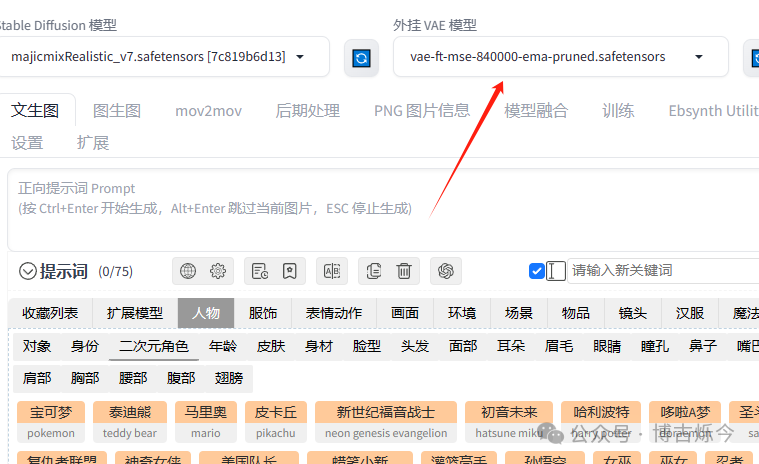 Stable Diffusion 模型 外挂 VAE 模型
majicmixRealistic_v7.safetensors [7c819b6d13] vae-ft-mse-840000-ema-pruned.safetensors
文生图 图生图 mov2mov 后期处理 PNG 图片信息 模型融合 训练 Ebsynth Utilit
设置 扩展
正向提示词 Prompt
(按 Ctrl+Enter 开始生成，Alt+Enter 跳过当前图片，ESC 停止生成)
提示词 (0/75) 请输入新关键词
收藏列表 扩展模型 人物 服饰 表情动作 画面 环境 场景 物品 镜头 汉服 魔法
对象 身份 二次元角色 年龄 皮肤 身材 脸型 头发 面部 耳朵 眉毛 眼睛 瞳孔 鼻子 嘴巴
肩部 胸部 腰部 腹部 翅膀
宝可梦 泰迪熊 马里奥 皮卡丘 新世纪福音战士 初音未来 哈利波特 哆啦A梦 圣斗
pokemon teddy bear mario pikachu neon genesis evangelion hatsune miku harry potter doraemon sa
公众号 · 博古烁今
复仇者联盟 神奇女侠 美国队长 蜡笔小新 灌篮高手 孙悟空 女巫 巫女 忍者